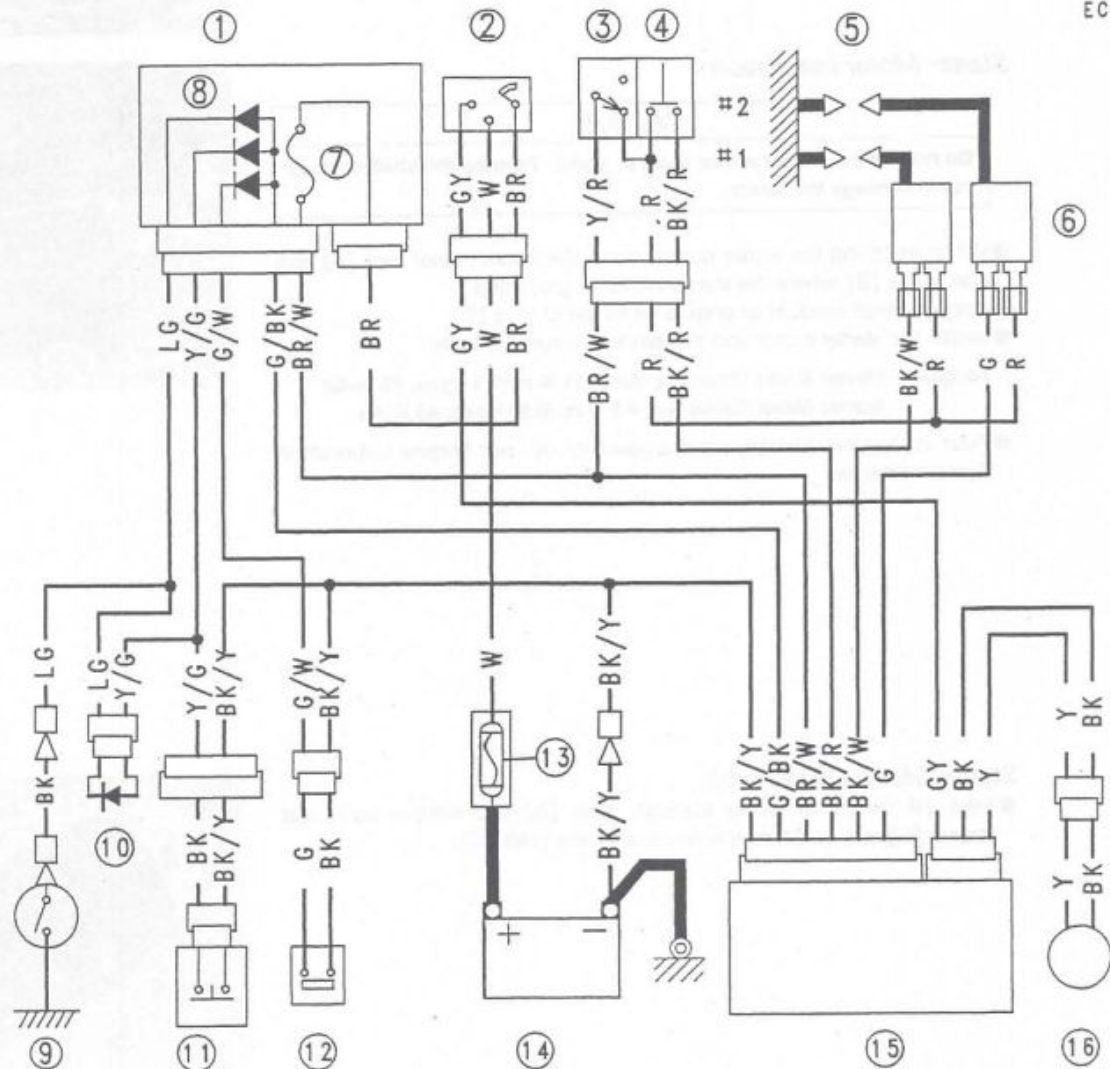 EC
① ② ③ ④ ⑤
⑧
#2
⑦
#1
⑥
GY W BR Y/R R BK/R
LG Y/G G/W G/BK BR/W BR GY W BR BR/W R BK/R BK/W R G R
LG LG Y/G Y/G BK/Y G/W BK/Y W BK/Y
BK/Y G/BK BR/W BK/R BK/W G GY BK Y Y BK
⑬
BK BK BK/Y G BK BK/Y Y BK
⑩
+ −
⑨ ⑪ ⑫ ⑭ ⑮ ⑯